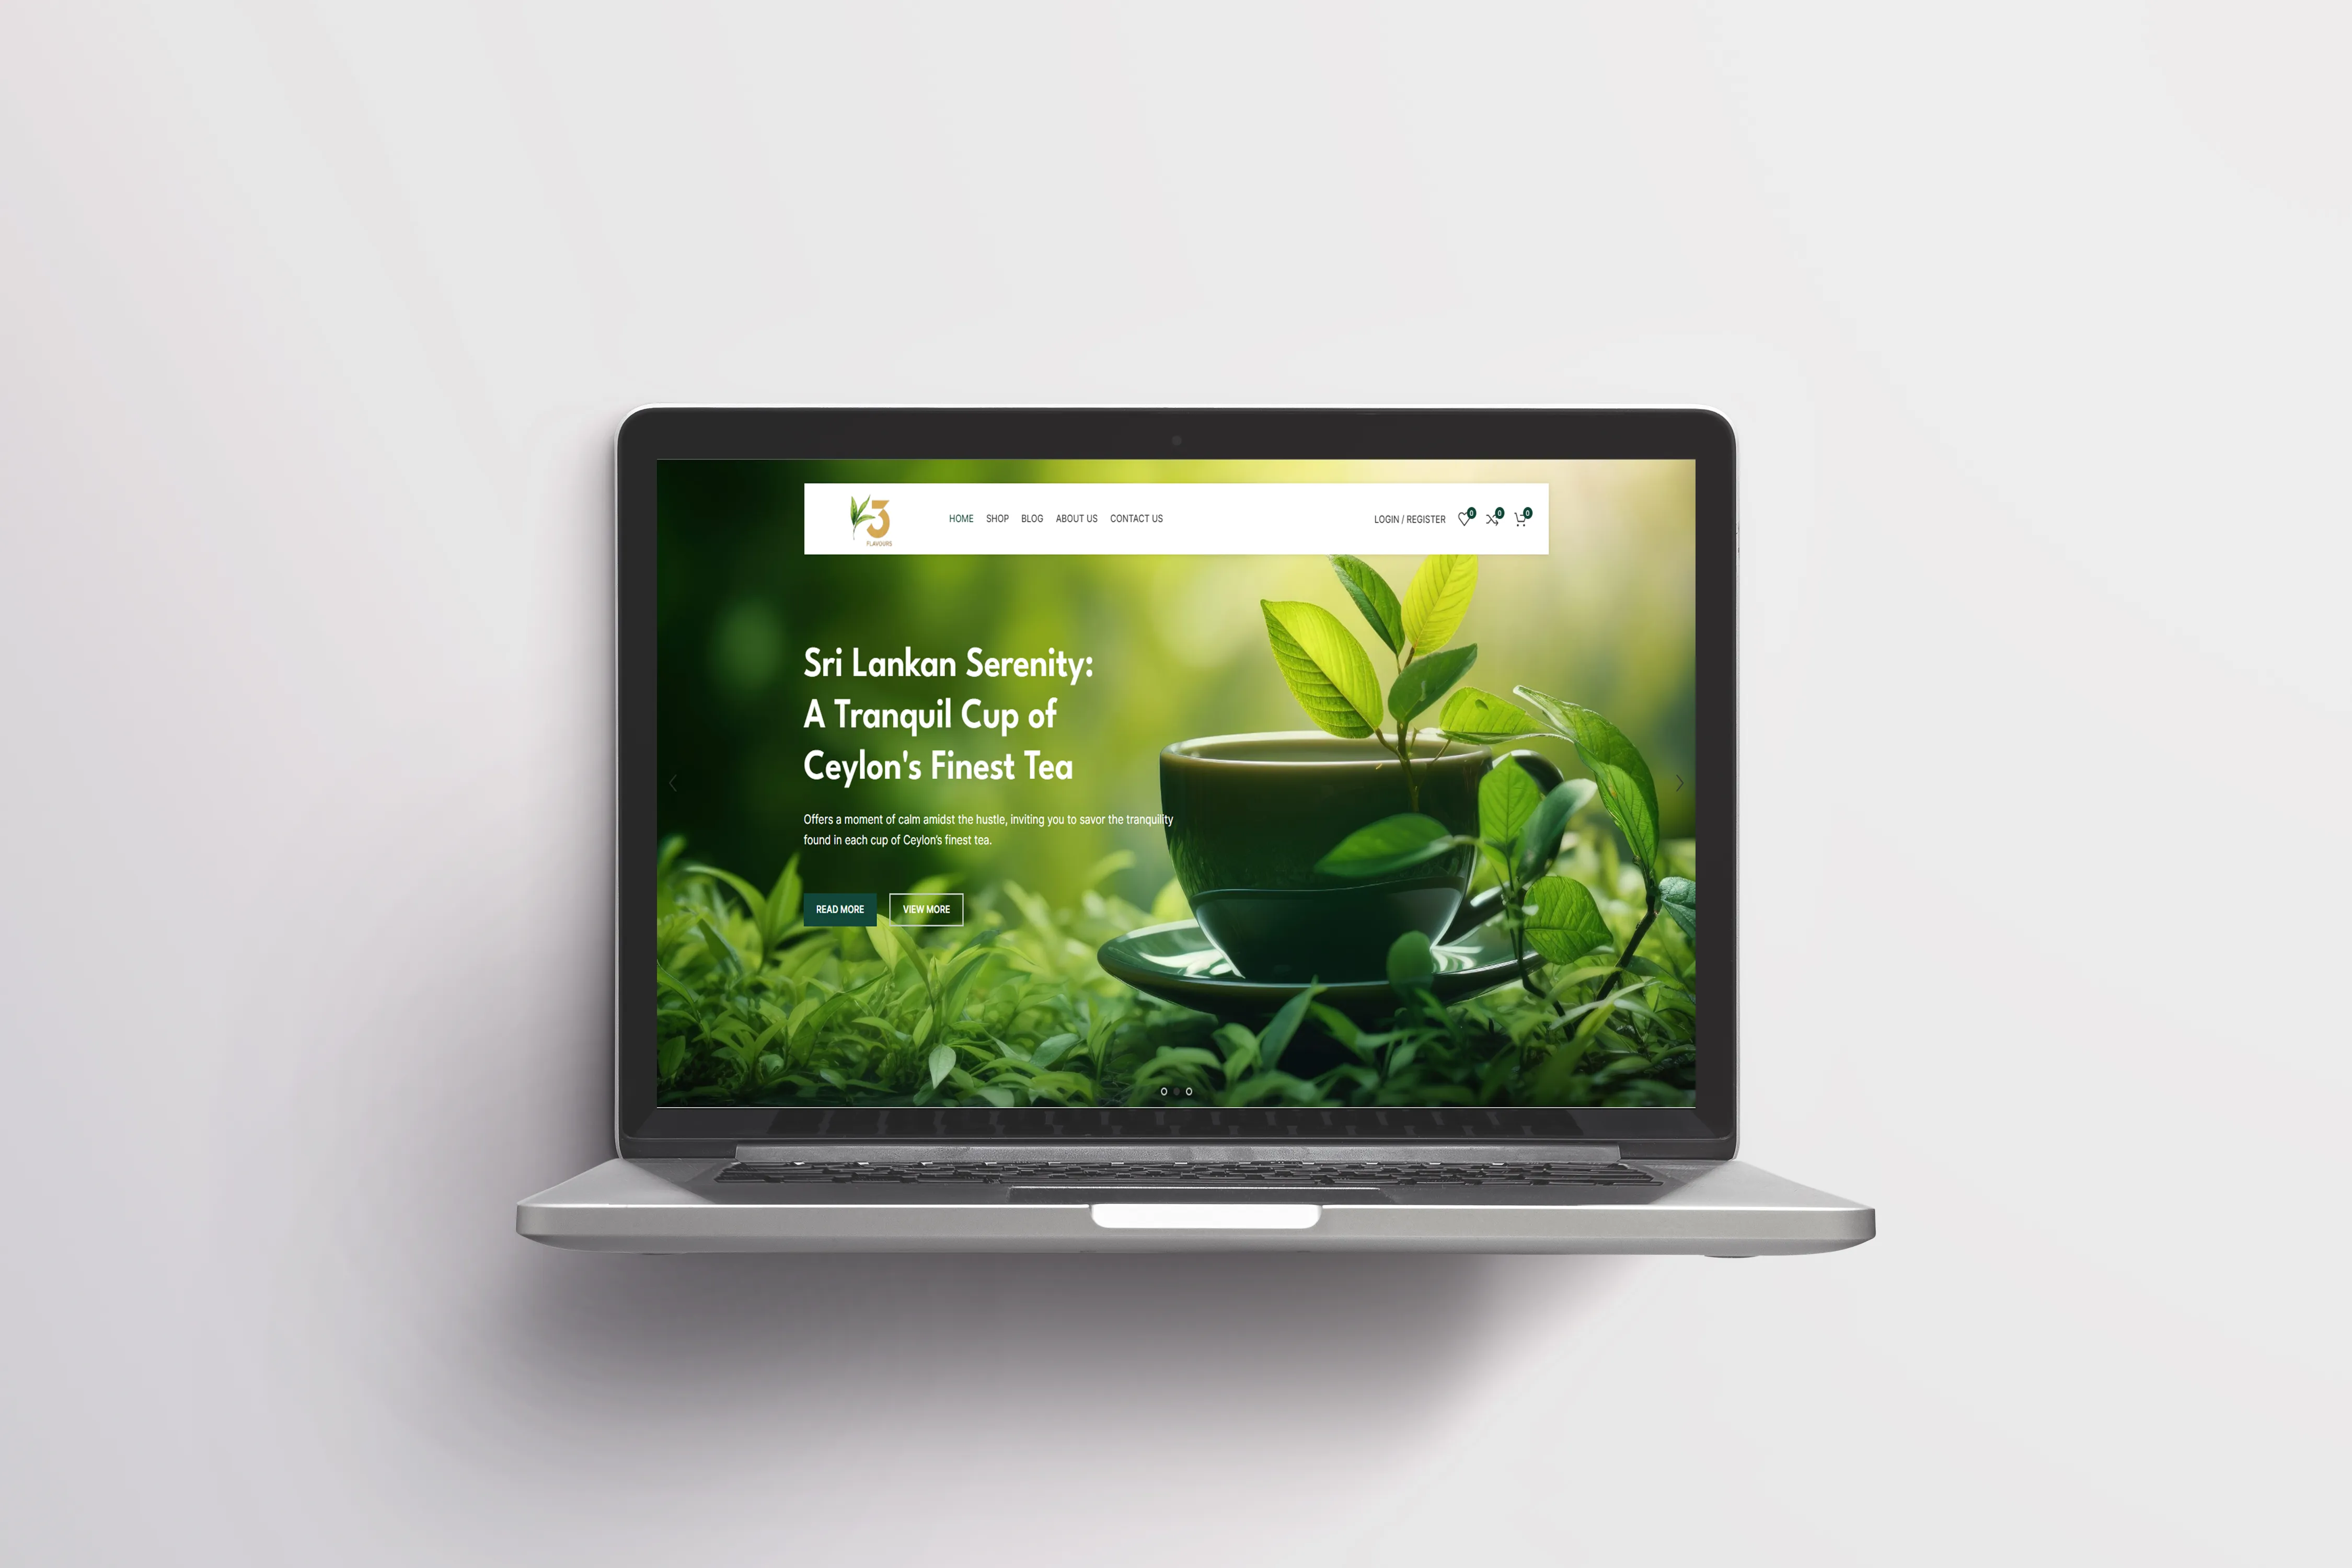 3
FLAVOURS
HOME SHOP BLOG ABOUT US CONTACT US
LOGIN / REGISTER 0 0 0
Sri Lankan Serenity:
A Tranquil Cup of
Ceylon's Finest Tea
Offers a moment of calm amidst the hustle, inviting you to savor the tranquility
found in each cup of Ceylon's finest tea.
READ MORE VIEW MORE